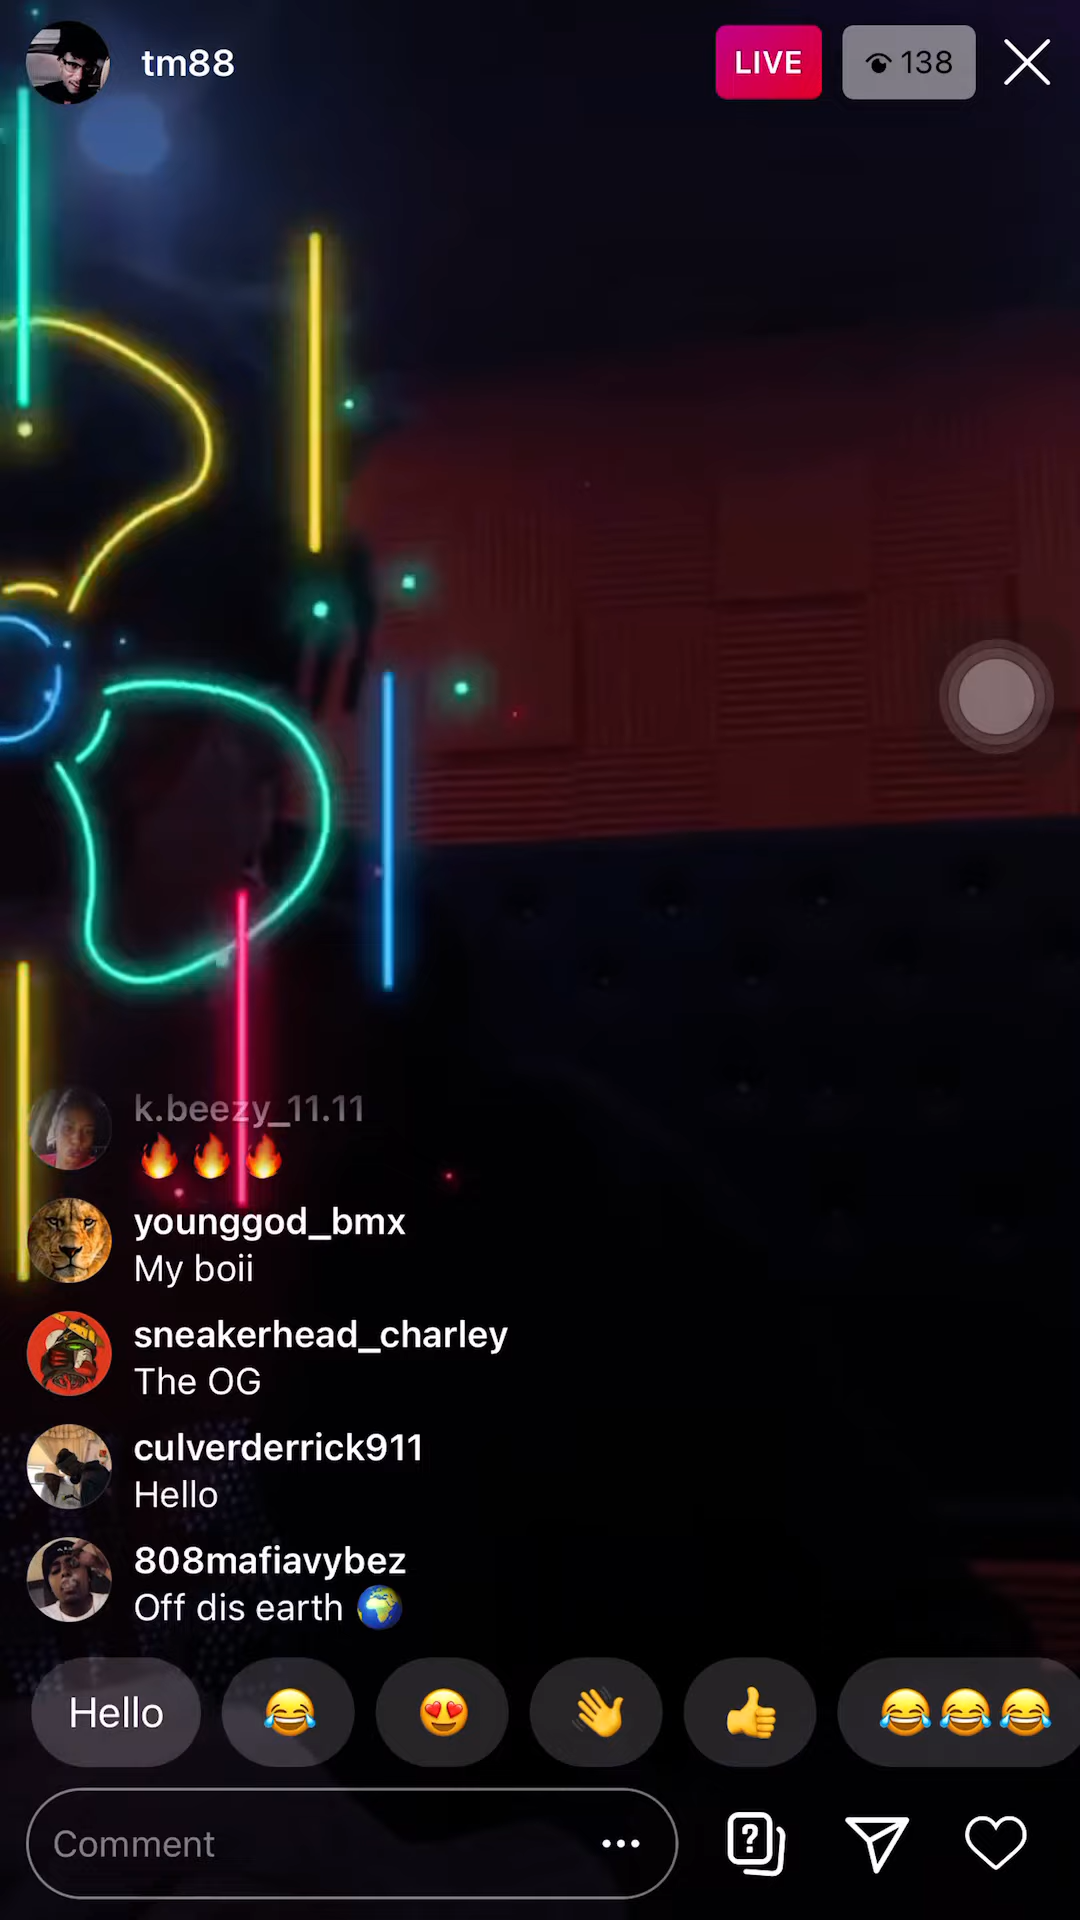 tm88
LIVE
138
k.beezy_11.11
🔥 🔥 🔥
younggod_bmx
My boii
sneakerhead_charley
The OG
culverderrick911
Hello
808mafiavybez
Off dis earth 🌍
Hello
😂
😍
👋
👍
😂😂😂
Comment